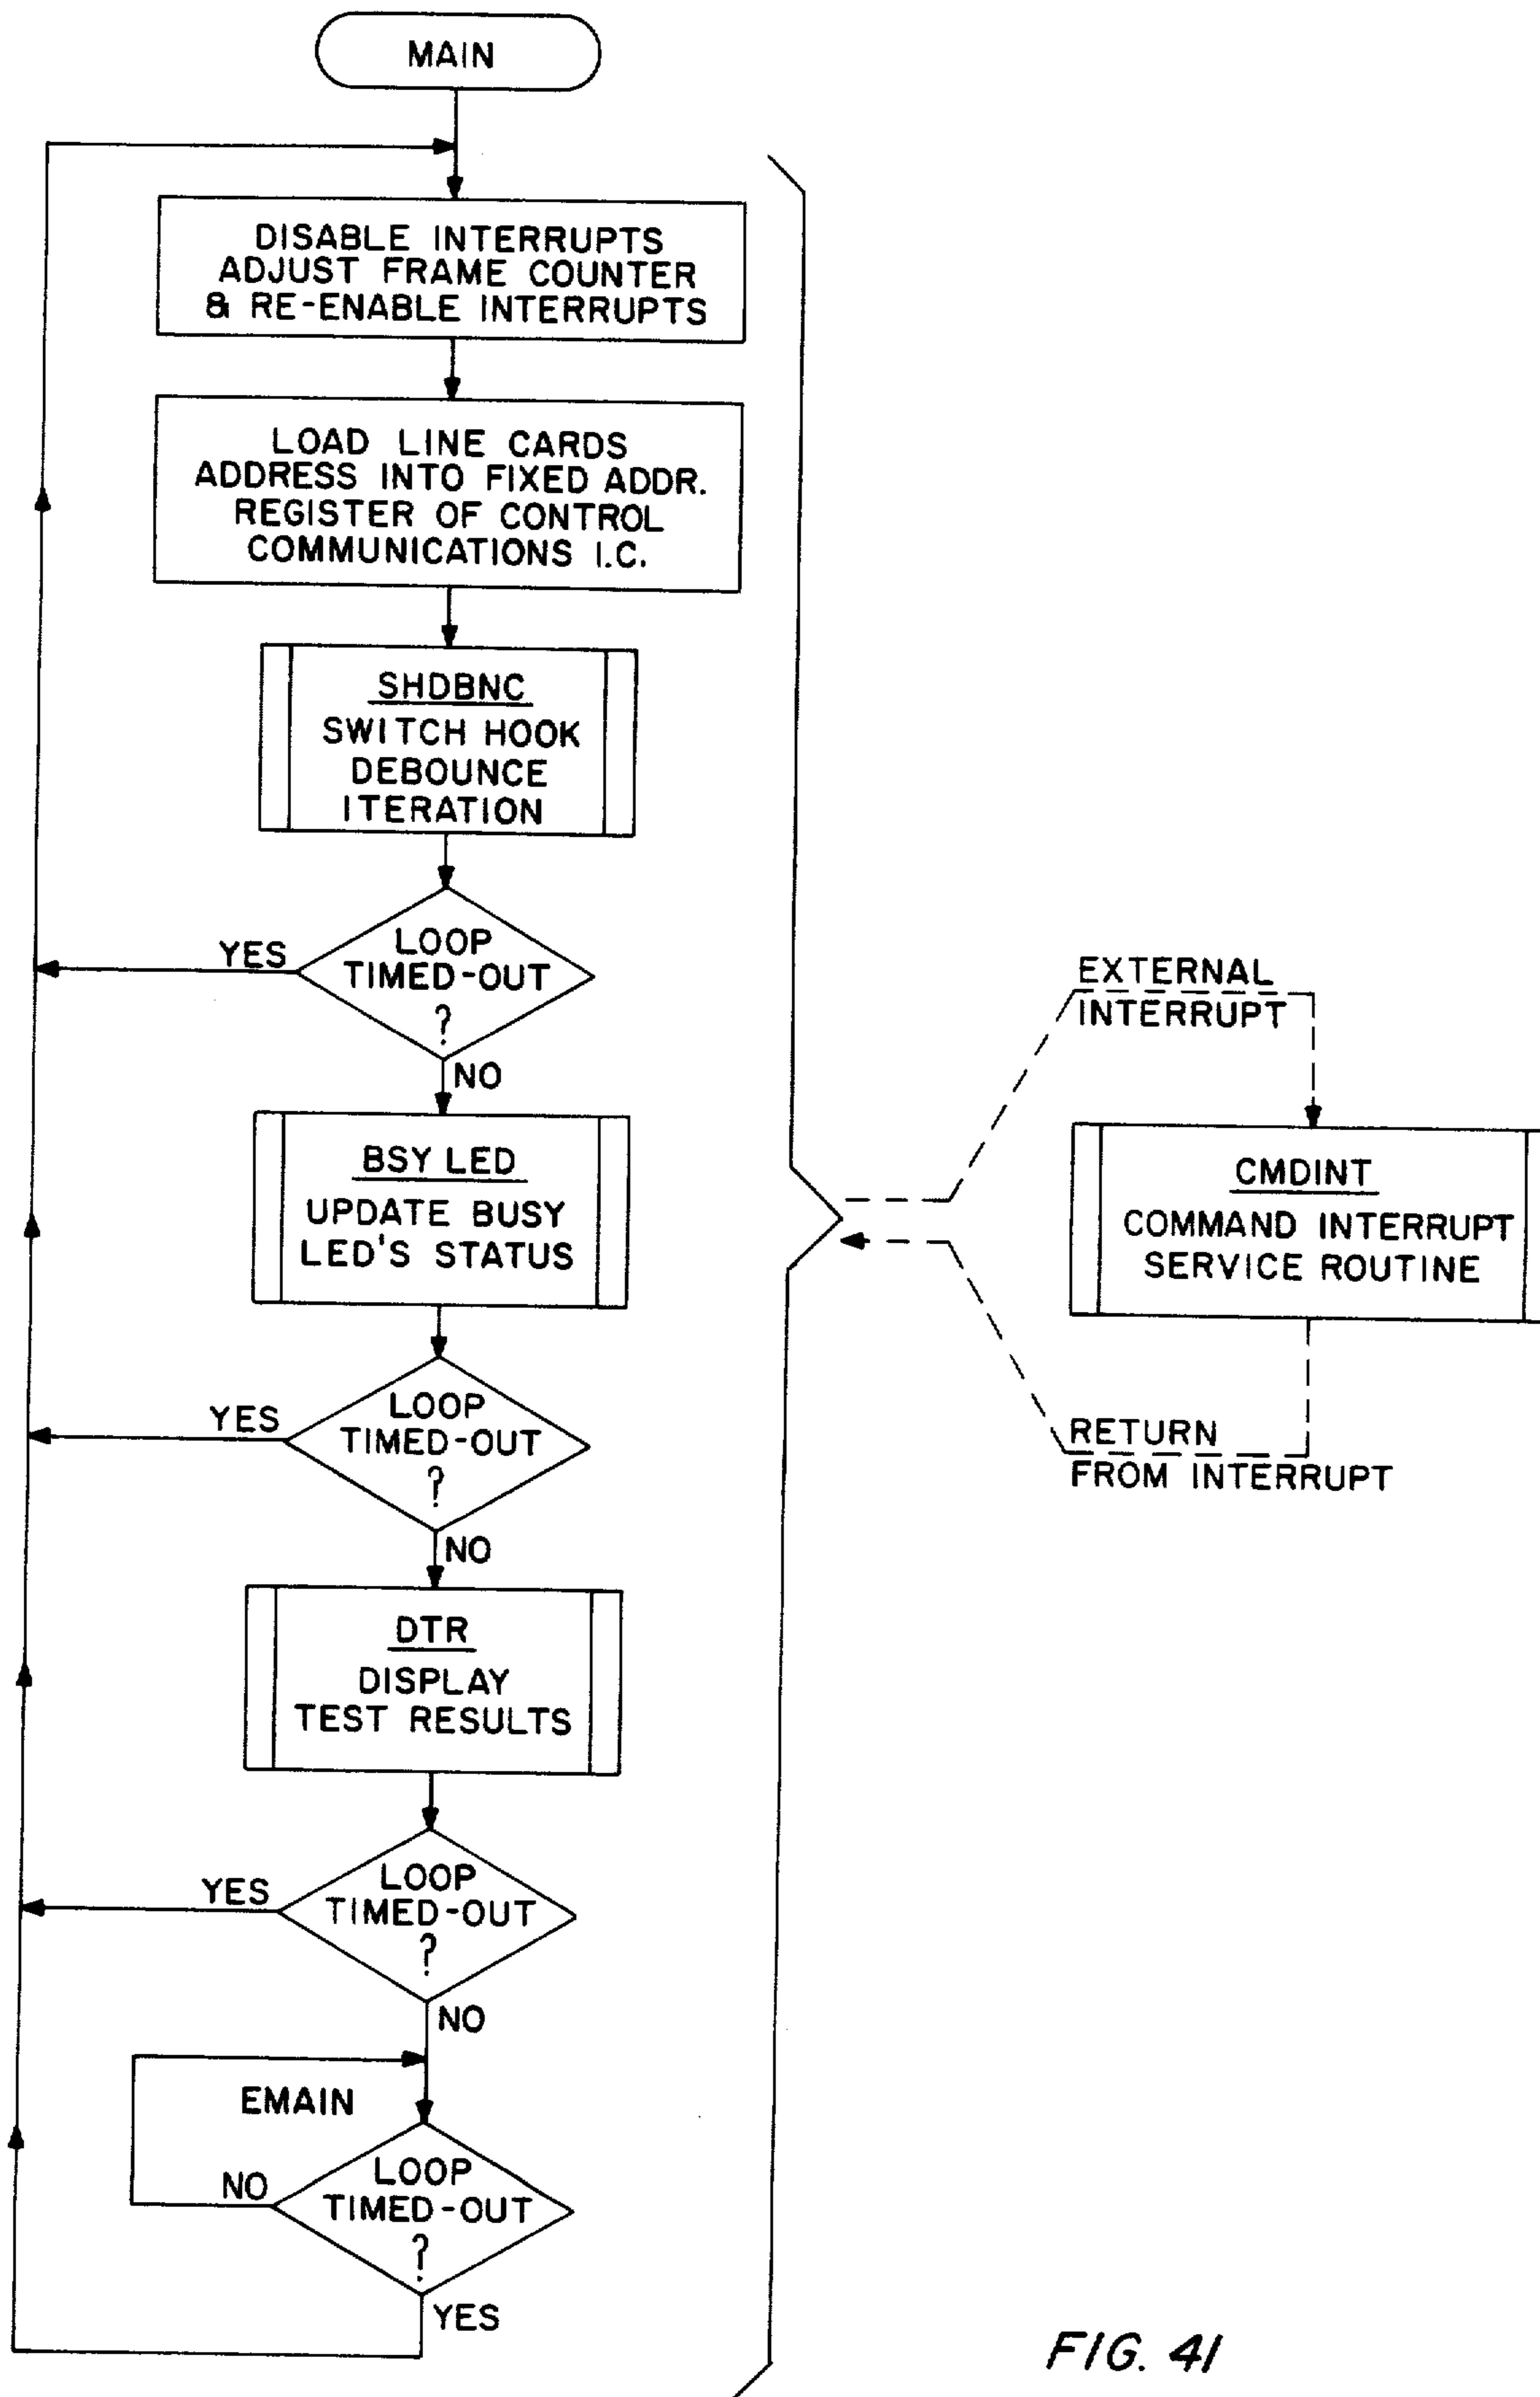 MAIN
DISABLE INTERRUPTS
ADJUST FRAME COUNTER
& RE-ENABLE INTERRUPTS
LOAD LINE CARDS
ADDRESS INTO FIXED ADDR.
REGISTER OF CONTROL
COMMUNICATIONS I.C.
SHDBNC
SWITCH HOOK
DEBOUNCE
ITERATION
LOOP
TIMED-OUT
?
YES
NO
BSY LED
UPDATE BUSY
LED'S STATUS
LOOP
TIMED-OUT
?
YES
NO
DTR
DISPLAY
TEST RESULTS
LOOP
TIMED-OUT
?
YES
NO
EMAIN
LOOP
TIMED-OUT
?
NO
YES
EXTERNAL
INTERRUPT
CMDINT
COMMAND INTERRUPT
SERVICE ROUTINE
RETURN
FROM INTERRUPT
FIG. 41